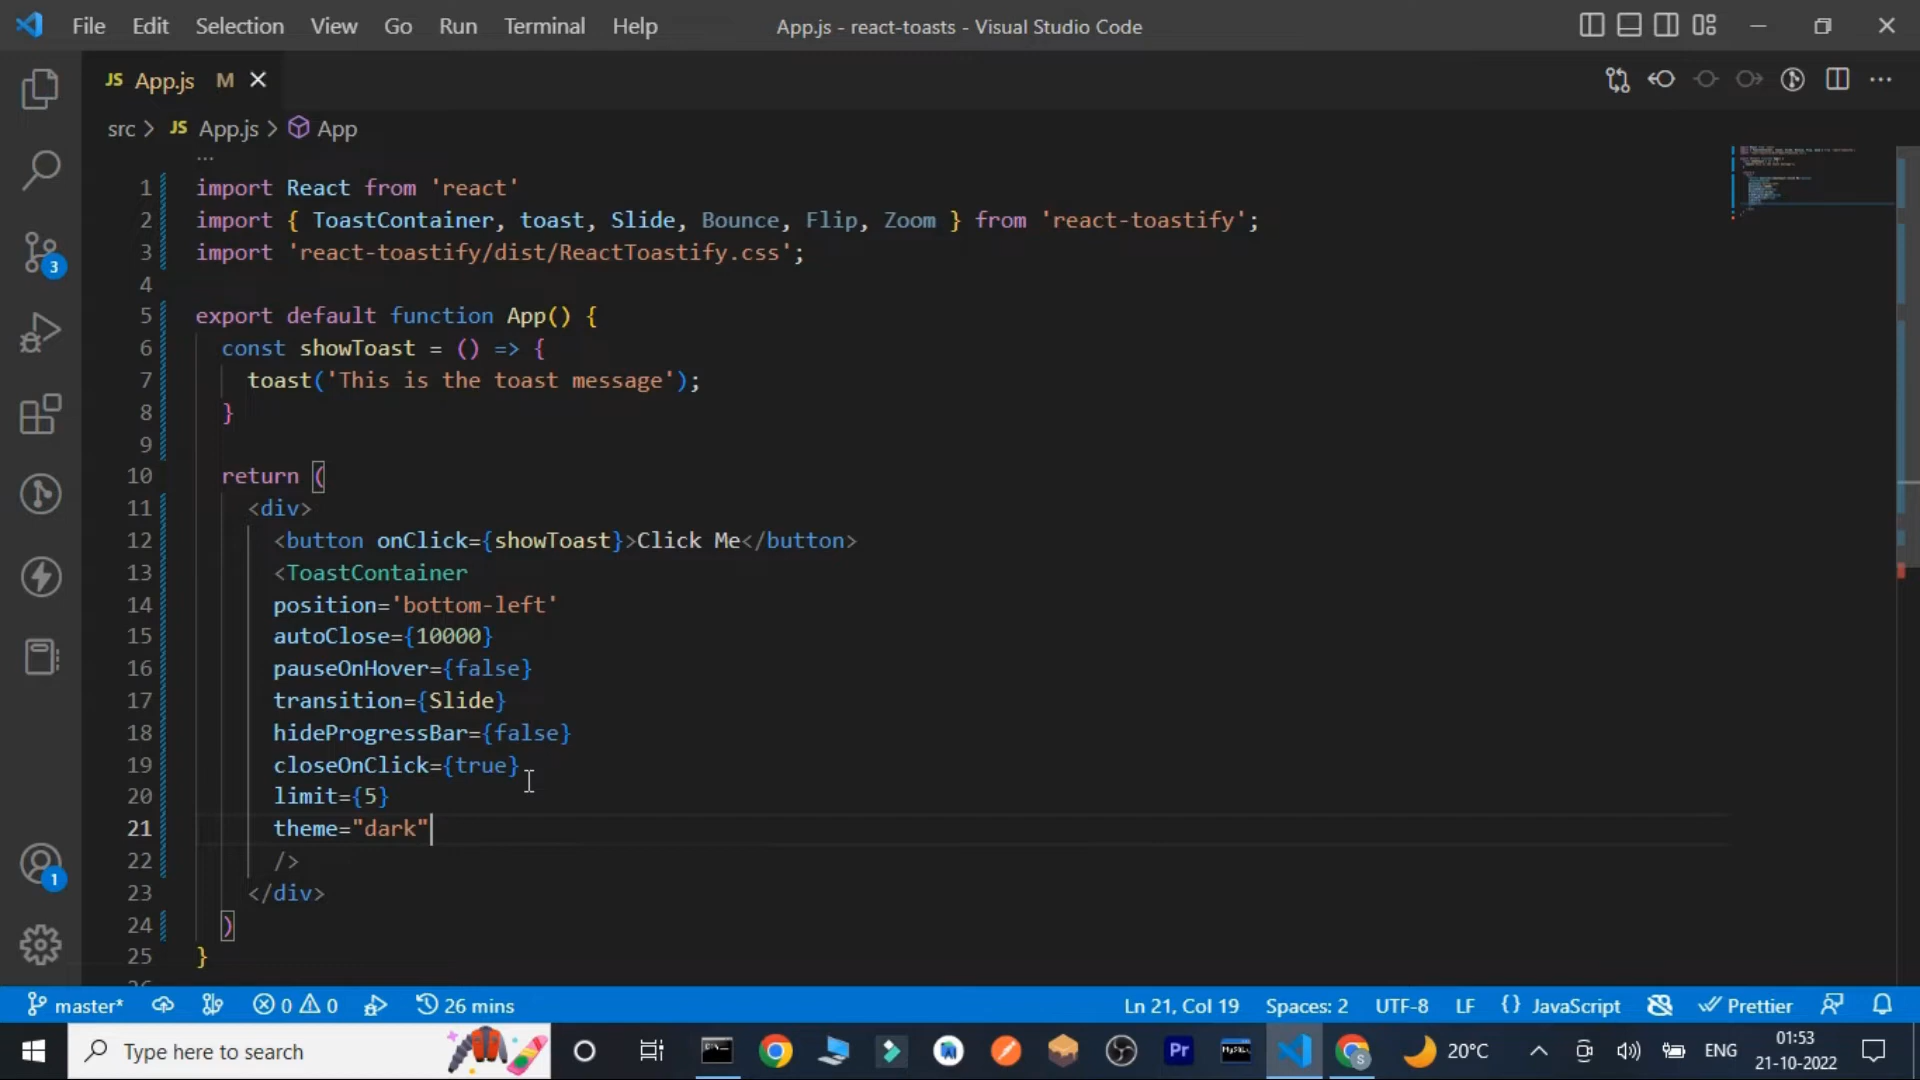 File Edit Selection View Go Run Terminal Help App.js - react-toasts - Visual Studio Code
JS App.js M
src > JS App.js > App
...
1 import React from 'react'
2 import { ToastContainer, toast, Slide, Bounce, Flip, Zoom } from 'react-toastify';
3 import 'react-toastify/dist/ReactToastify.css';
4
5 export default function App() {
6 const showToast = () => {
7 toast('This is the toast message');
8 }
9
10 return (
11 <div>
12 <button onClick={showToast}>Click Me</button>
13 <ToastContainer
14 position='bottom-left'
15 autoClose={10000}
16 pauseOnHover={false}
17 transition={Slide}
18 hideProgressBar={false}
19 closeOnClick={true}
20 limit={5}
21 theme="dark"
22 />
23 </div>
24 )
25 }
3
1
master* 0 0 26 mins Ln 21, Col 19 Spaces: 2 UTF-8 LF {} JavaScript Prettier
Type here to search Pr MySQL S 20°C ENG 01:53
21-10-2022